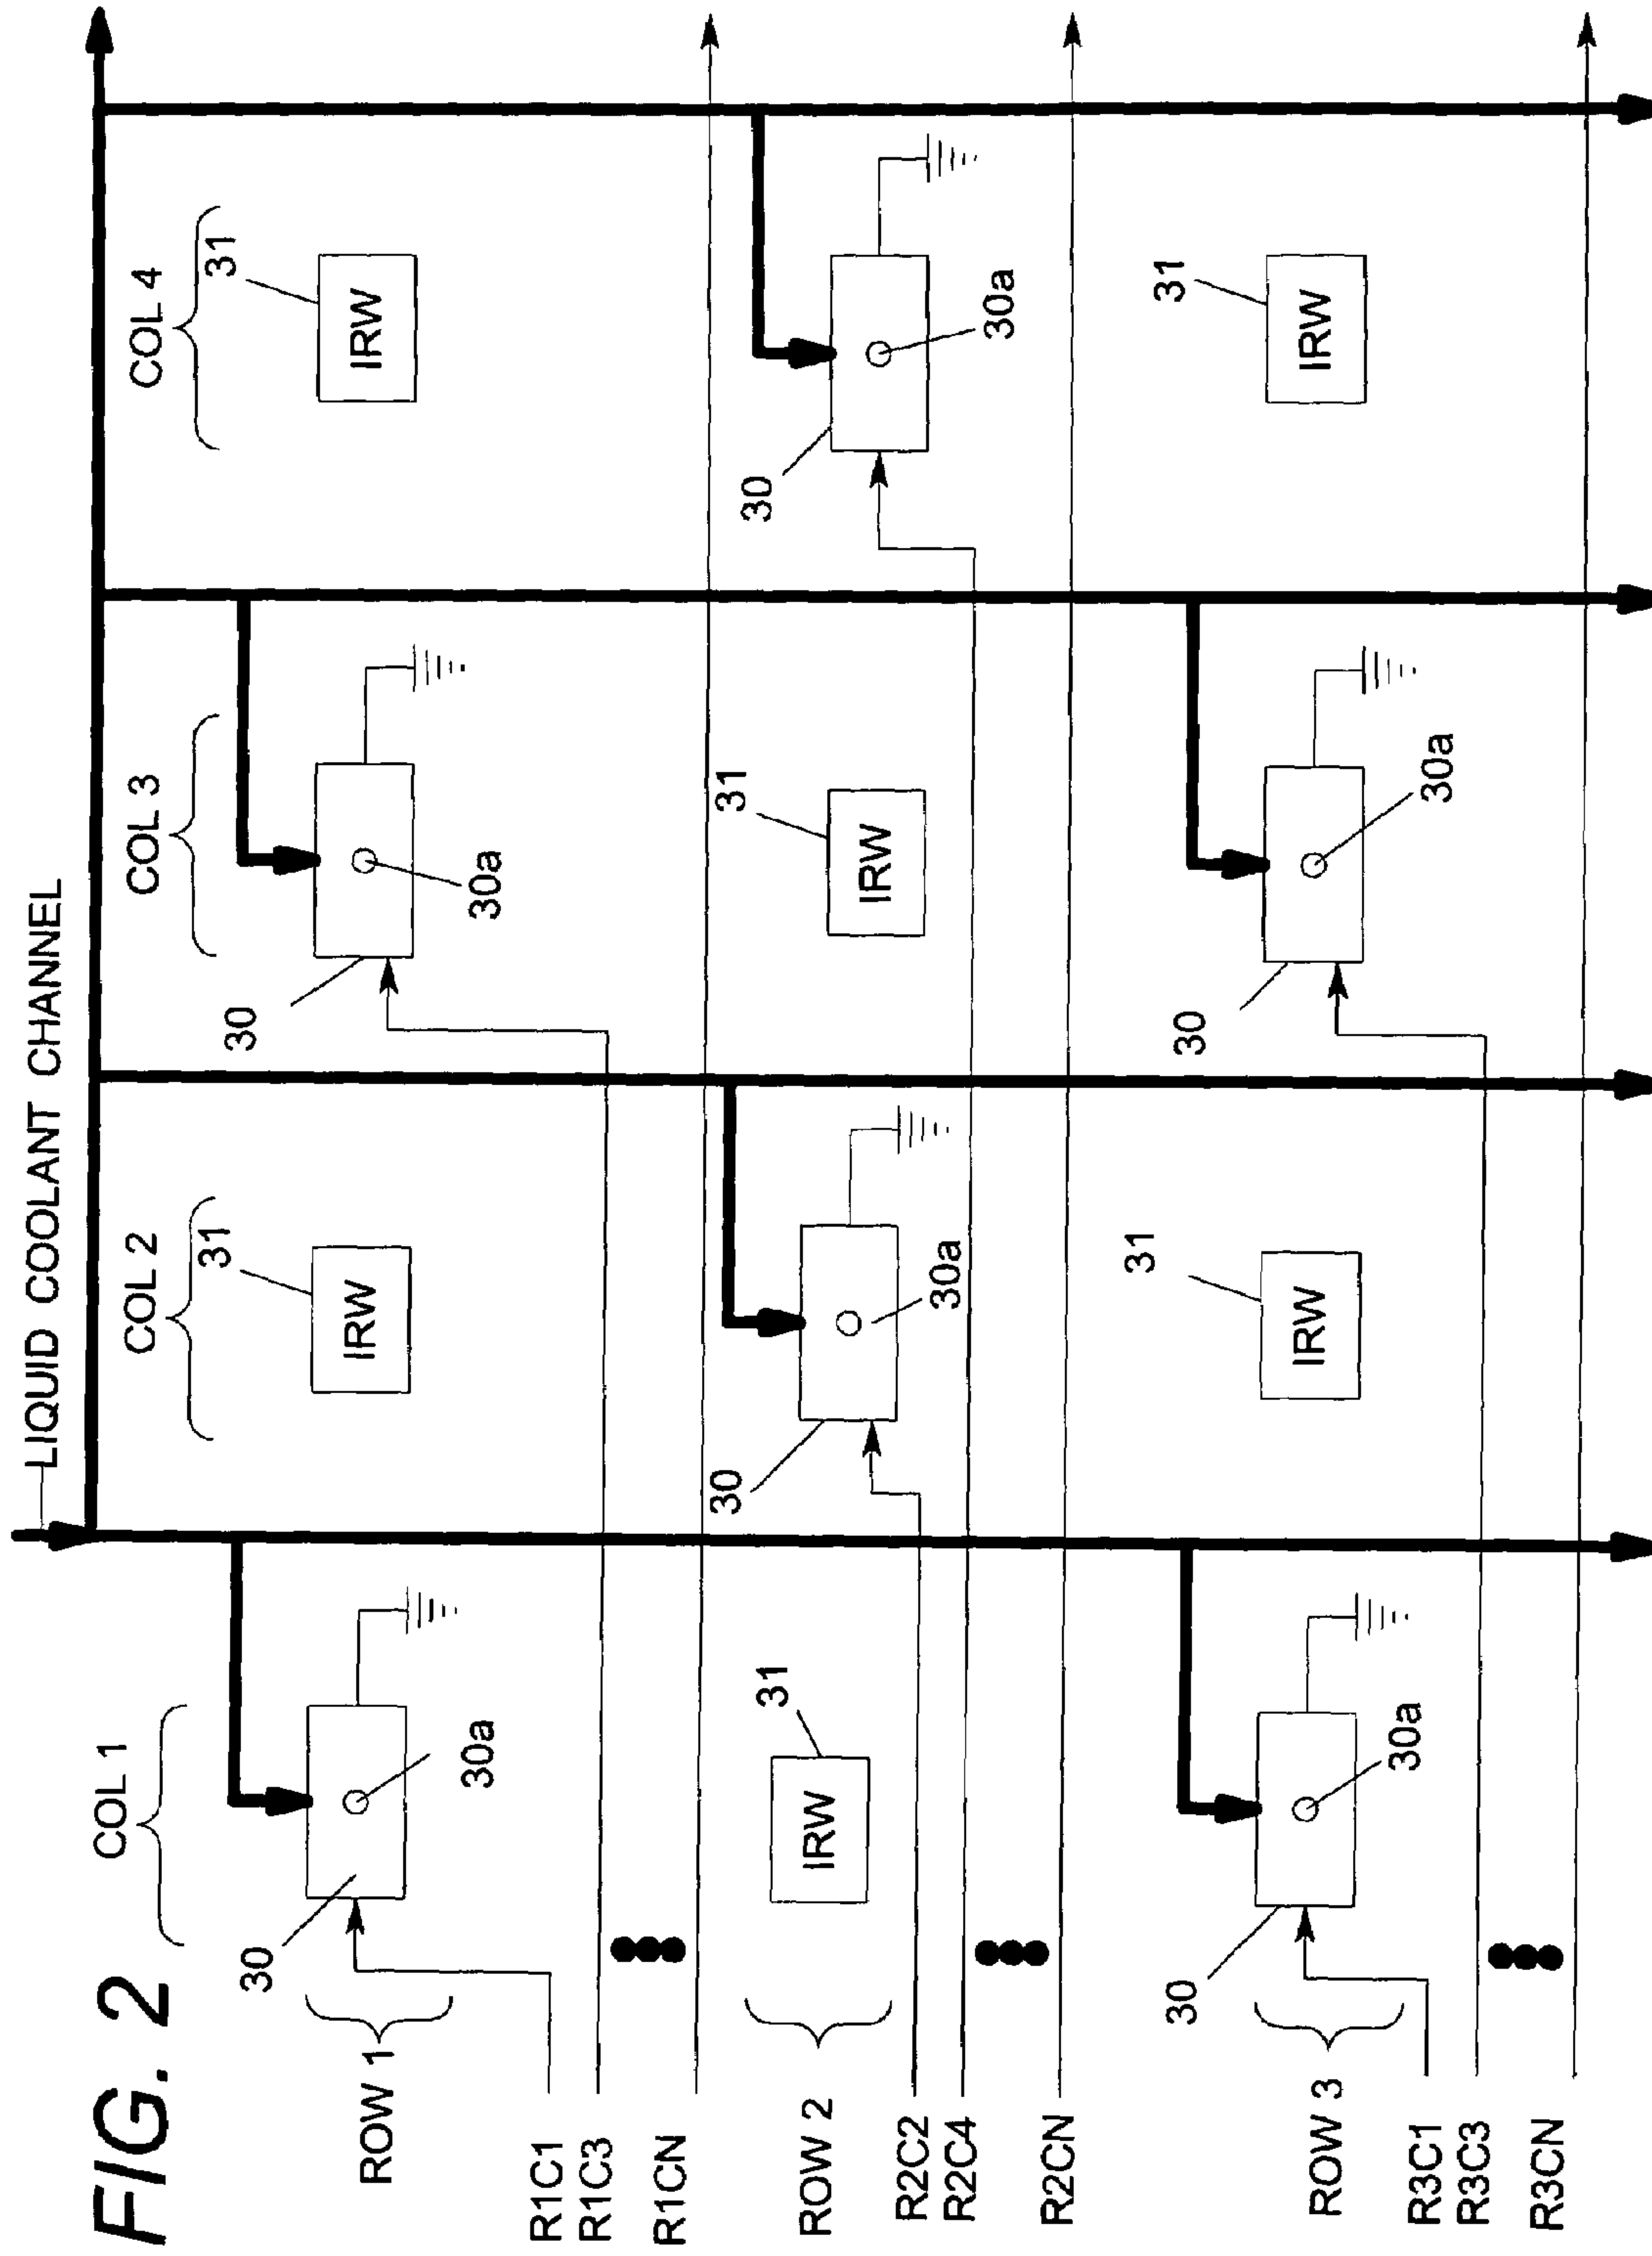 FIG. 2
LIQUID COOLANT CHANNEL
COL 1
COL 2
COL 3
COL 4
ROW 1
30
30a
31
IRW
30
30a
31
IRW
R1C1
R1C3
R1CN
ROW 2
31
IRW
30
30a
31
IRW
30
30a
R2C2
R2C4
R2CN
ROW 3
30
30a
31
IRW
30
30a
31
IRW
R3C1
R3C3
R3CN